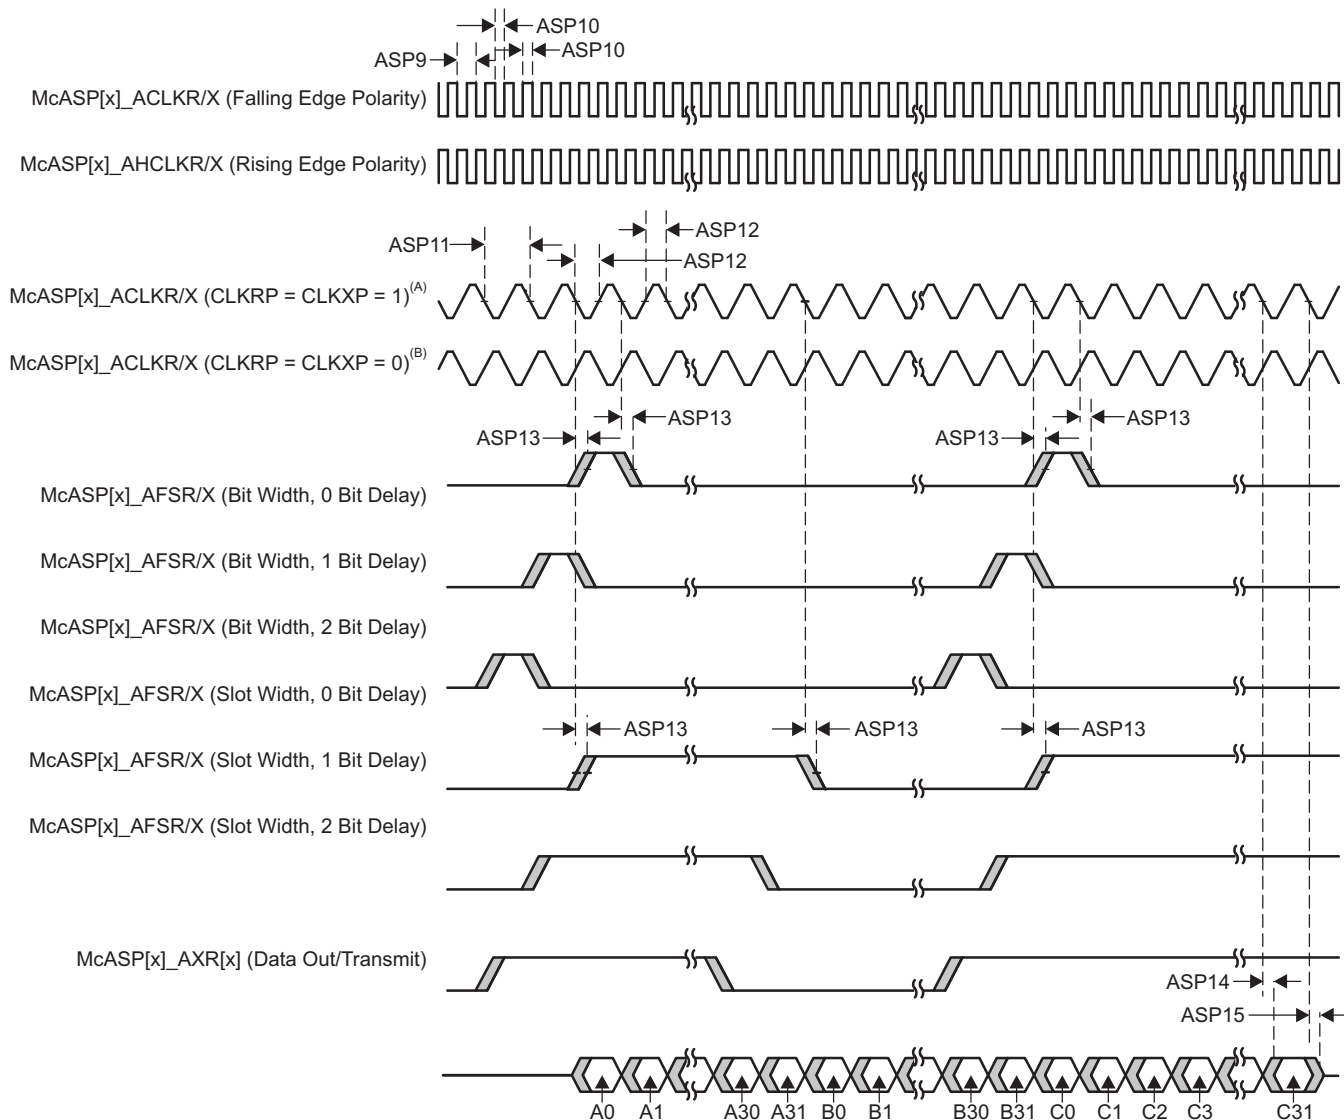 ASP10
ASP10
ASP9
McASP[x]_ACLKR/X (Falling Edge Polarity)
McASP[x]_AHCLKR/X (Rising Edge Polarity)
ASP12
ASP11
ASP12
McASP[x]_ACLKR/X (CLKRP = CLKXP = 1)(A)
McASP[x]_ACLKR/X (CLKRP = CLKXP = 0)(B)
ASP13 ASP13
ASP13 ASP13
McASP[x]_AFSR/X (Bit Width, 0 Bit Delay)
McASP[x]_AFSR/X (Bit Width, 1 Bit Delay)
McASP[x]_AFSR/X (Bit Width, 2 Bit Delay)
McASP[x]_AFSR/X (Slot Width, 0 Bit Delay)
ASP13 ASP13 ASP13
McASP[x]_AFSR/X (Slot Width, 1 Bit Delay)
McASP[x]_AFSR/X (Slot Width, 2 Bit Delay)
McASP[x]_AXR[x] (Data Out/Transmit)
ASP14
ASP15
A0 A1 A30 A31 B0 B1 B30 B31 C0 C1 C2 C3 C31